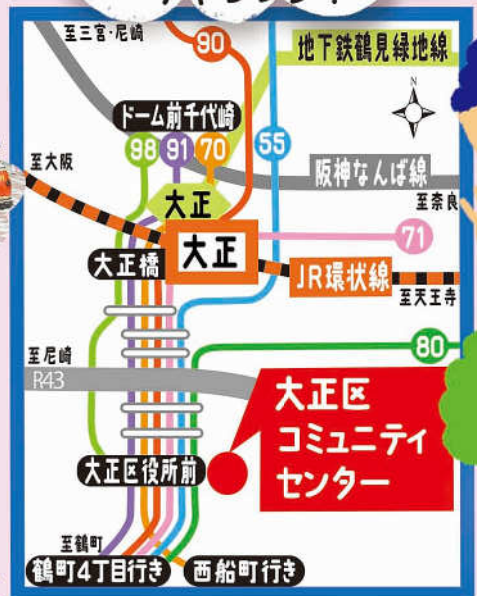 至三宮・尼崎
90
地下鉄鶴見緑地線
N
ドーム前千代崎
98
91
70
55
阪神なんば線
至奈良
至大阪
大正
大正
71
大正橋
JR環状線
至天王寺
至尼崎
R43
80
大正区
コミュニティ
センター
大正区役所前
至鶴町
鶴町4丁目行き
西船町行き